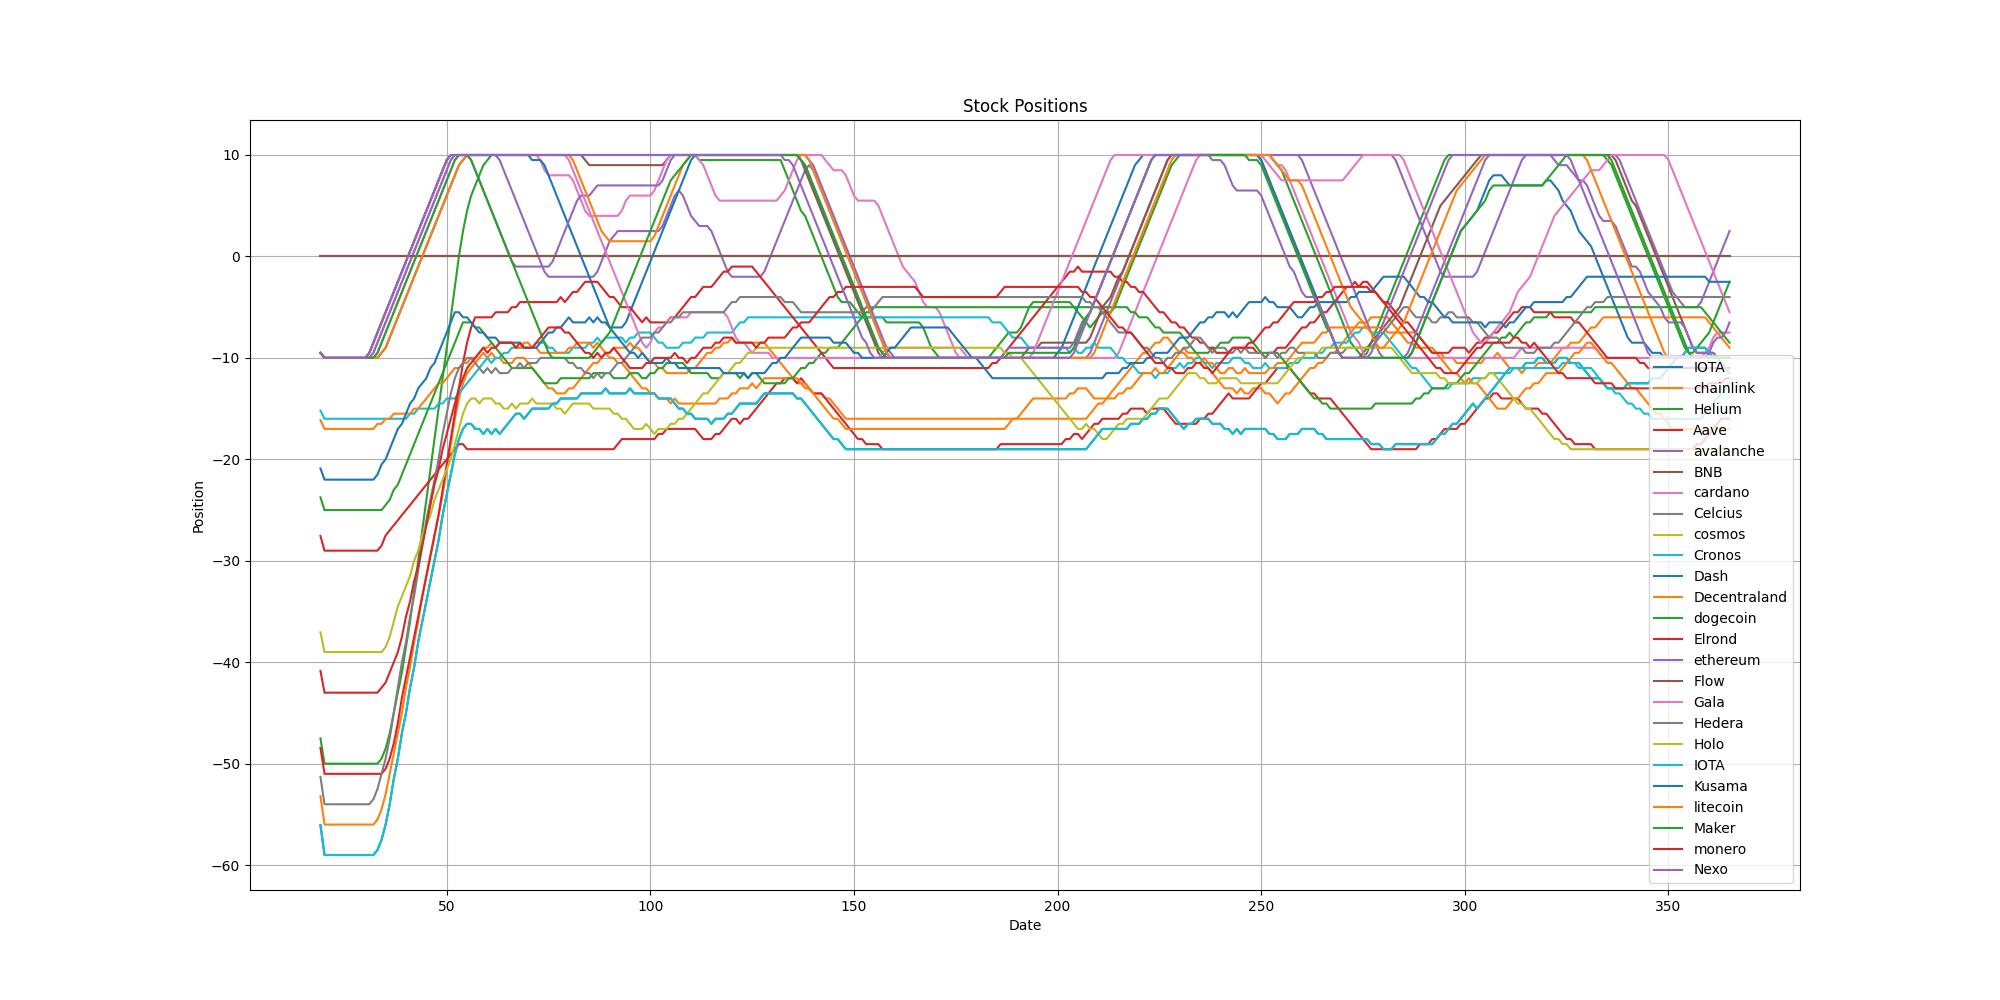 Stock Positions
10
0
−10
−20
−30
−40
−50
−60
Position
50
100
150
200
250
300
350
Date
IOTA
chainlink
Helium
Aave
avalanche
BNB
cardano
Celcius
cosmos
Cronos
Dash
Decentraland
dogecoin
Elrond
ethereum
Flow
Gala
Hedera
Holo
IOTA
Kusama
litecoin
Maker
monero
Nexo